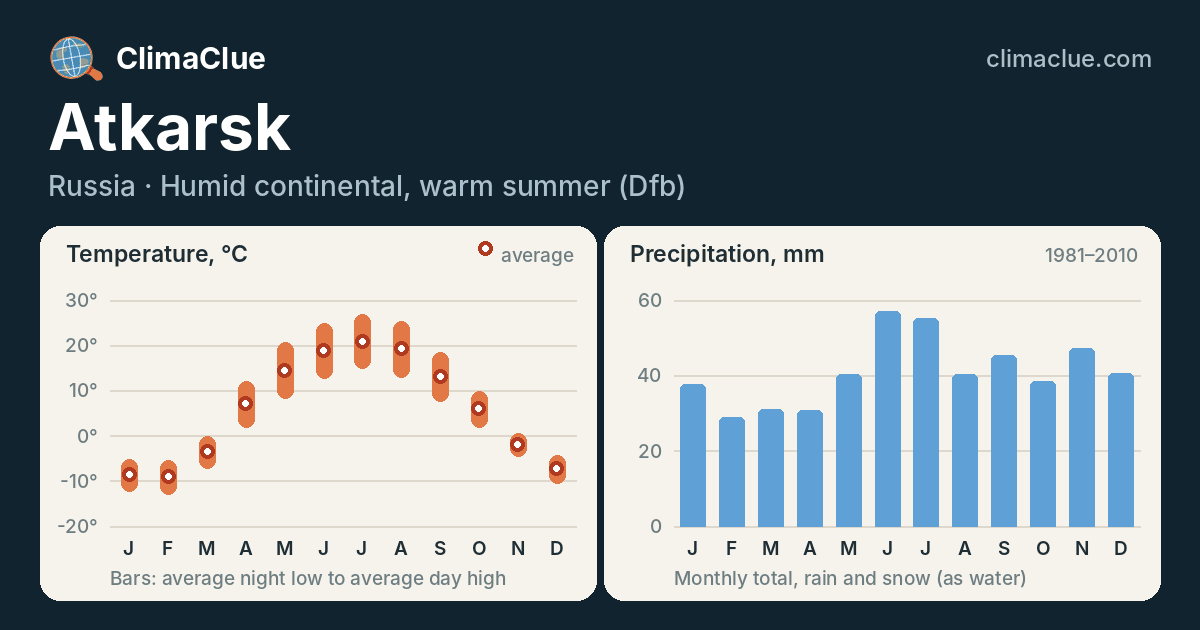 ClimaClue
climaclue.com
Atkarsk
Russia · Humid continental, warm summer (Dfb)
Temperature, °C
average
30°
20°
10°
0°
-10°
-20°
J F M A M J J A S O N D
Bars: average night low to average day high
Precipitation, mm
1981–2010
60
40
20
0
J F M A M J J A S O N D
Monthly total, rain and snow (as water)